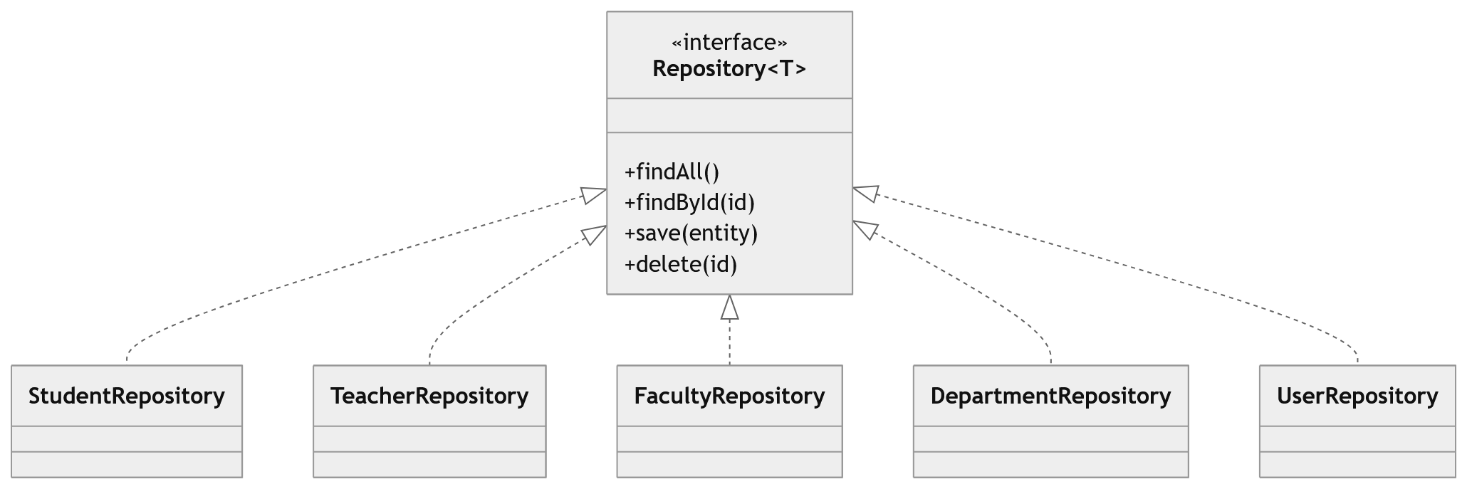 «interface»
Repository<T>
+findAll()
+findById(id)
+save(entity)
+delete(id)
StudentRepository
TeacherRepository
FacultyRepository
DepartmentRepository
UserRepository